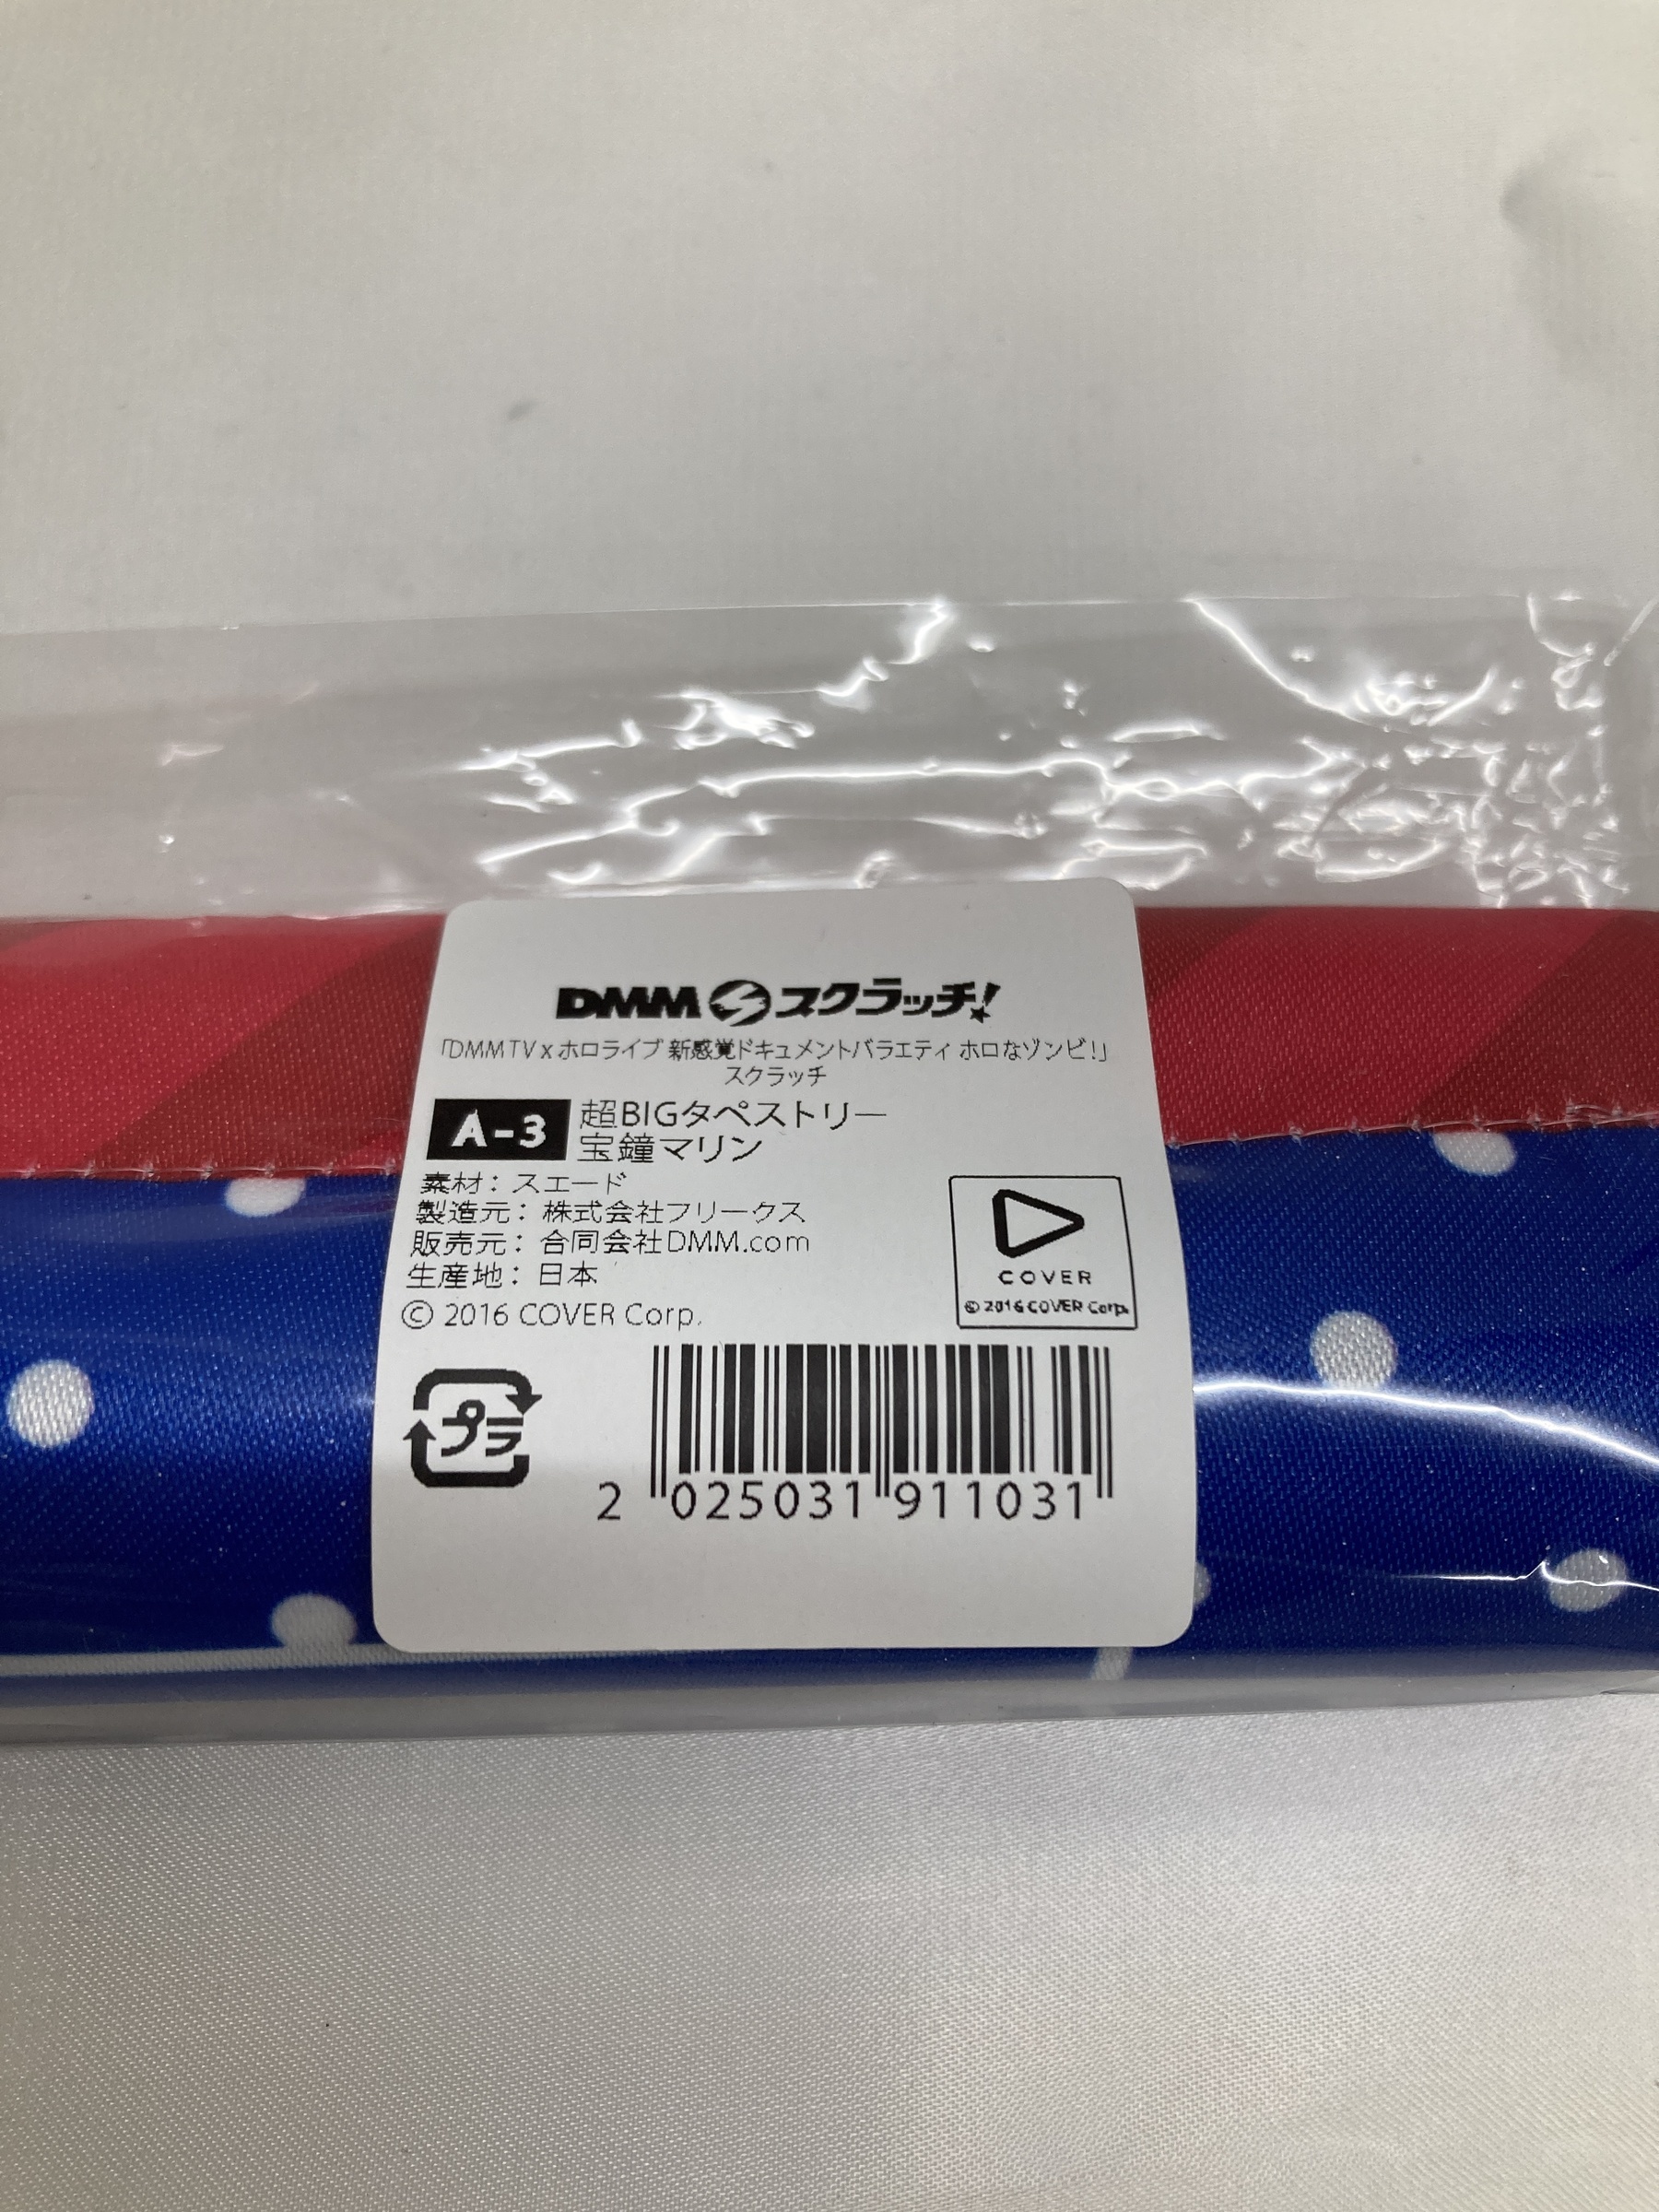 DMM スクラッチ!
「DMM TV x ホロライブ 新感覚ドキュメントバラエティ ホロなゾンビ!」
スクラッチ
A-3 超BIGタペストリー
宝鐘マリン
素材：スエード
製造元：株式会社フリークス
販売元：合同会社DMM.com
生産地：日本
© 2016 COVER Corp.
COVER
© 2016 COVER Corp.
プラ
2 025031 911031